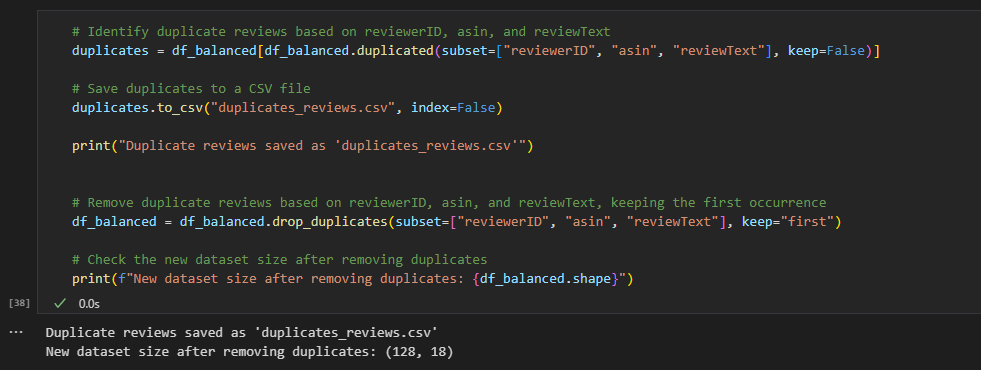 # Identify duplicate reviews based on reviewerID, asin, and reviewText
duplicates = df_balanced[df_balanced.duplicated(subset=["reviewerID", "asin", "reviewText"], keep=False)]
# Save duplicates to a CSV file
duplicates.to_csv("duplicates_reviews.csv", index=False)
print("Duplicate reviews saved as 'duplicates_reviews.csv'")
# Remove duplicate reviews based on reviewerID, asin, and reviewText, keeping the first occurrence
df_balanced = df_balanced.drop_duplicates(subset=["reviewerID", "asin", "reviewText"], keep="first")
# Check the new dataset size after removing duplicates
print(f"New dataset size after removing duplicates: {df_balanced.shape}")
[38] ✓ 0.0s
... Duplicate reviews saved as 'duplicates_reviews.csv'
New dataset size after removing duplicates: (128, 18)